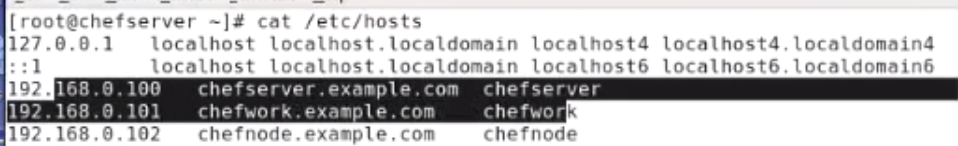 [root@chefserver ~]# cat /etc/hosts
127.0.0.1   localhost localhost.localdomain localhost4 localhost4.localdomain4
::1         localhost localhost.localdomain localhost6 localhost6.localdomain6
192.168.0.100   chefserver.example.com  chefserver
192.168.0.101   chefwork.example.com    chefwork
192.168.0.102   chefnode.example.com    chefnode